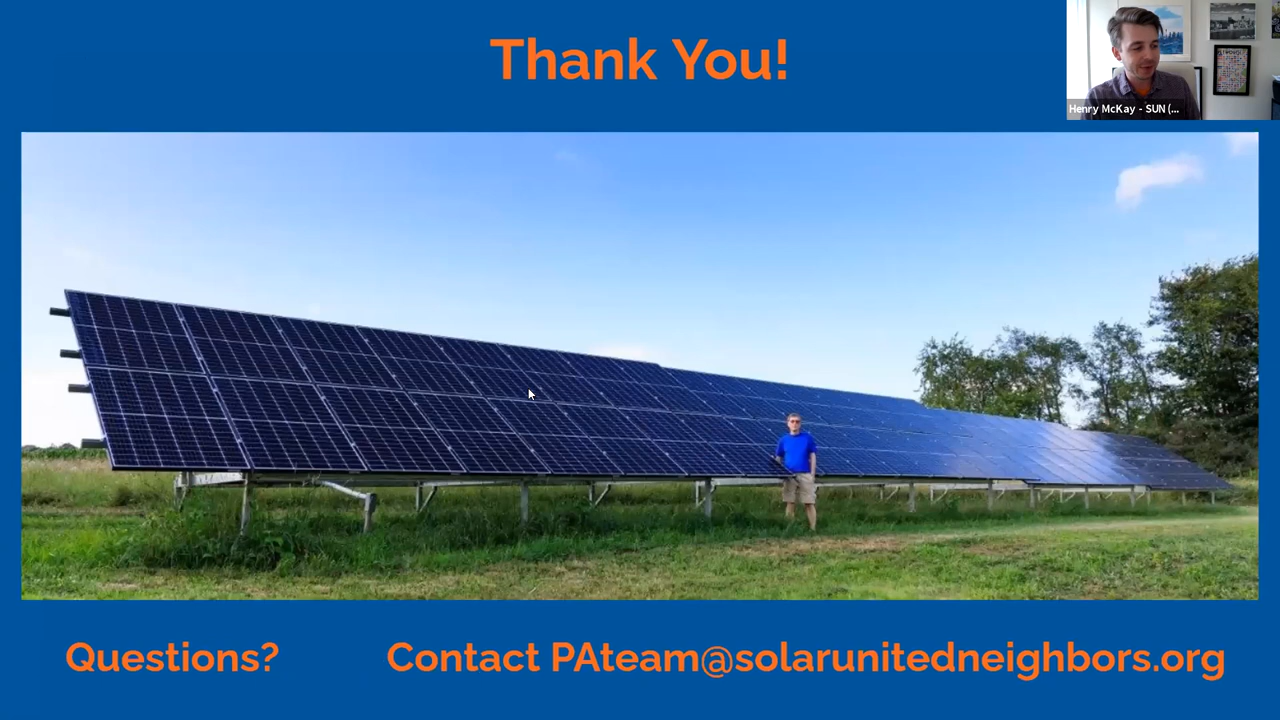 Thank You!
Henry McKay - SUN (...
Questions?
Contact PAteam@solarunitedneighbors.org